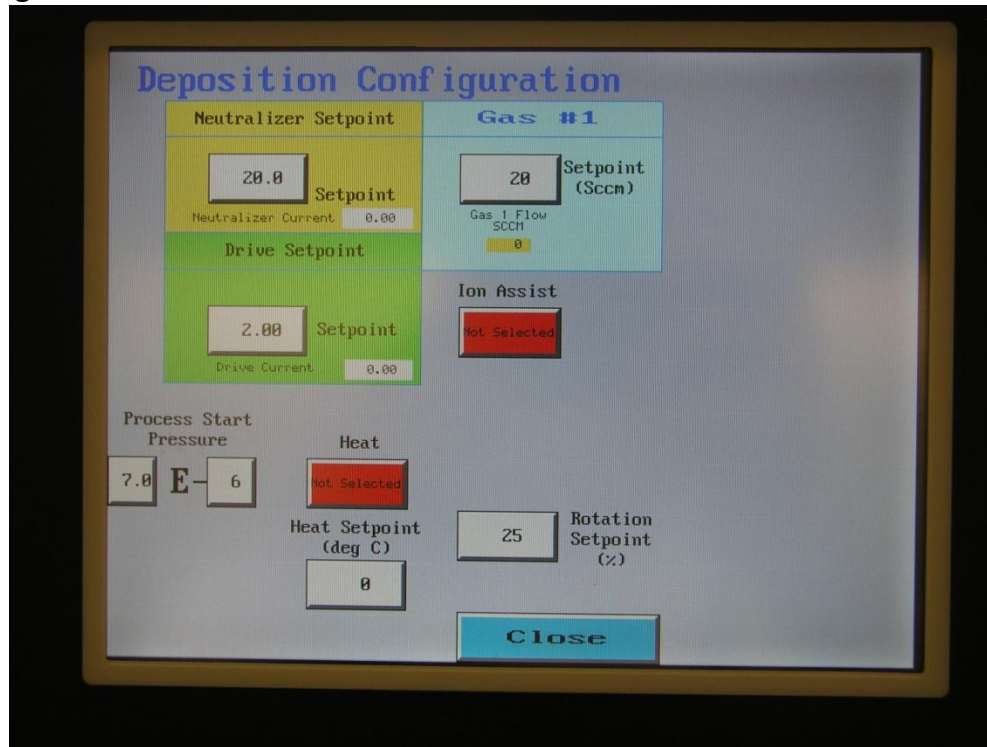 Deposition Configuration
Neutralizer Setpoint
20.0
Setpoint
Neutralizer Current 0.00
Drive Setpoint
2.00 Setpoint
Drive Current 0.00
Gas #1
20
Setpoint
(Sccm)
Gas 1 Flow
SCCM
0
Ion Assist
Not Selected
Process Start
Pressure
7.0 E- 6
Heat
Not Selected
Heat Setpoint
(deg C)
0
25
Rotation
Setpoint
(%)
Close